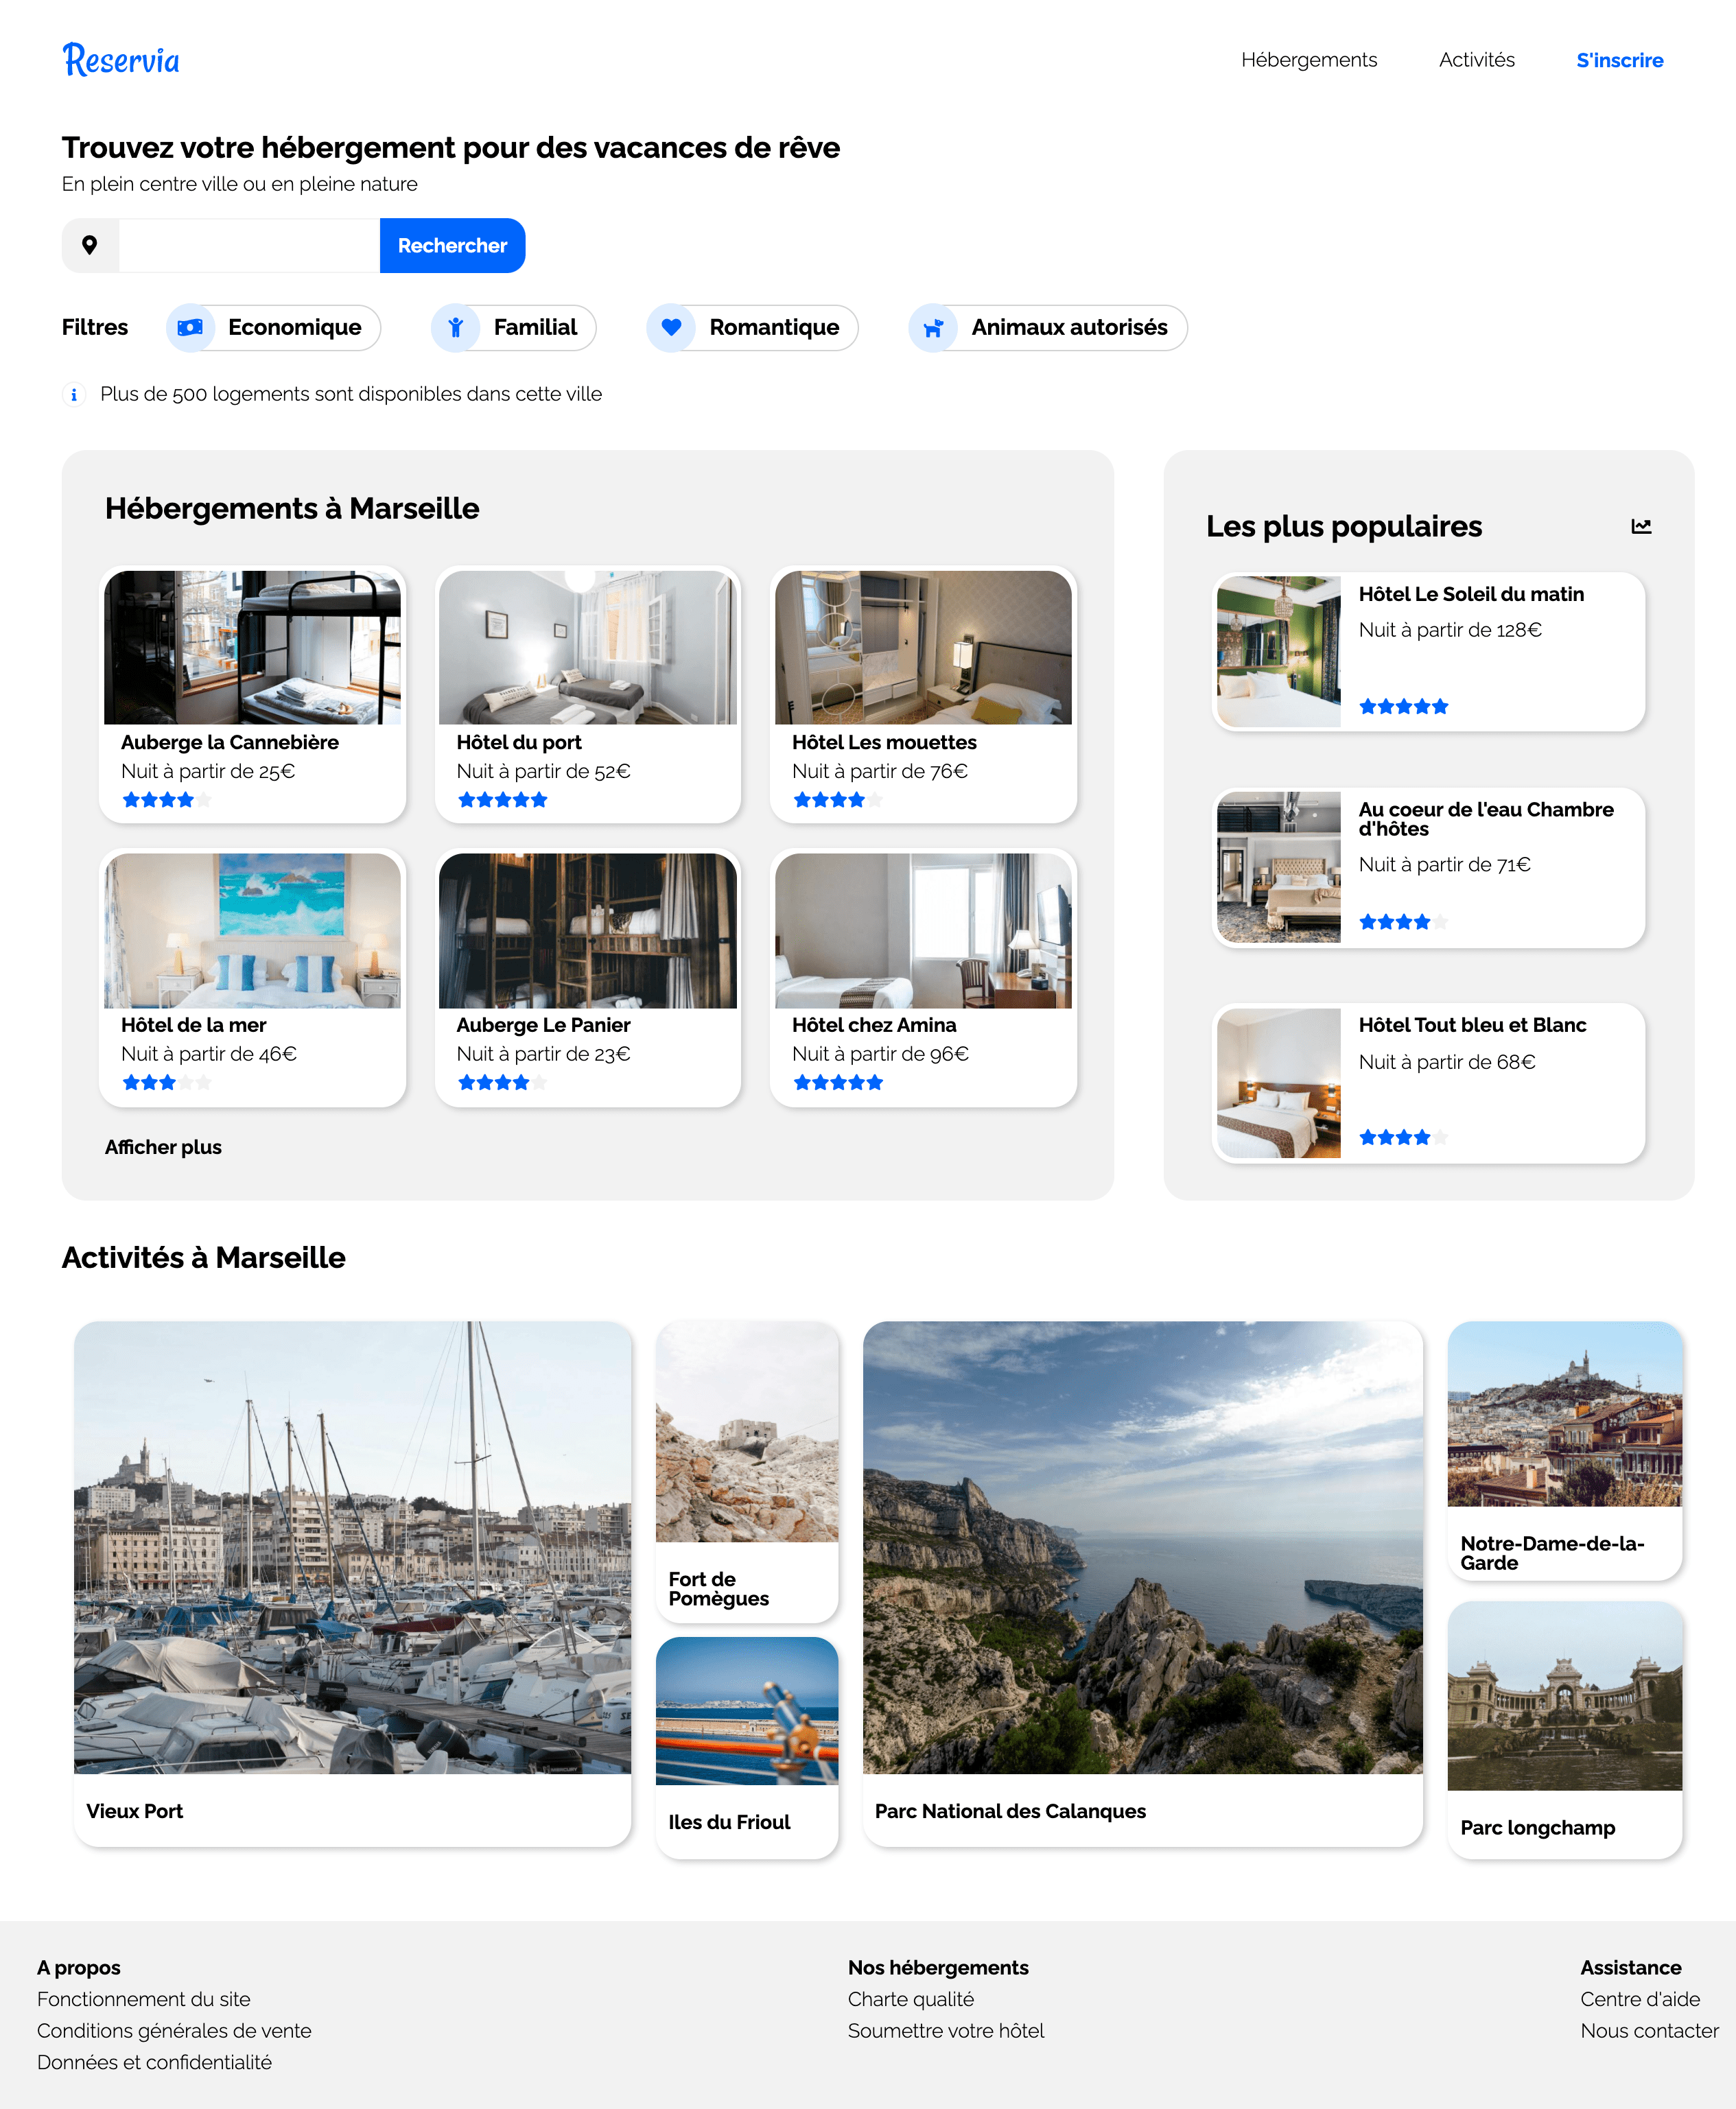 Reservia
Hébergements
Activités
S'inscrire
Trouvez votre hébergement pour des vacances de rêve
En plein centre ville ou en pleine nature
Rechercher
Filtres
Economique
Familial
Romantique
Animaux autorisés
Plus de 500 logements sont disponibles dans cette ville
Hébergements à Marseille
Auberge la Cannebière
Nuit à partir de 25€
Hôtel du port
Nuit à partir de 52€
Hôtel Les mouettes
Nuit à partir de 76€
Hôtel de la mer
Nuit à partir de 46€
Auberge Le Panier
Nuit à partir de 23€
Hôtel chez Amina
Nuit à partir de 96€
Afficher plus
Les plus populaires
Hôtel Le Soleil du matin
Nuit à partir de 128€
Au coeur de l'eau Chambre
d'hôtes
Nuit à partir de 71€
Hôtel Tout bleu et Blanc
Nuit à partir de 68€
Activités à Marseille
Vieux Port
Fort de
Pomègues
Iles du Frioul
Parc National des Calanques
Notre-Dame-de-la-
Garde
Parc longchamp
A propos
Fonctionnement du site
Conditions générales de vente
Données et confidentialité
Nos hébergements
Charte qualité
Soumettre votre hôtel
Assistance
Centre d'aide
Nous contacter